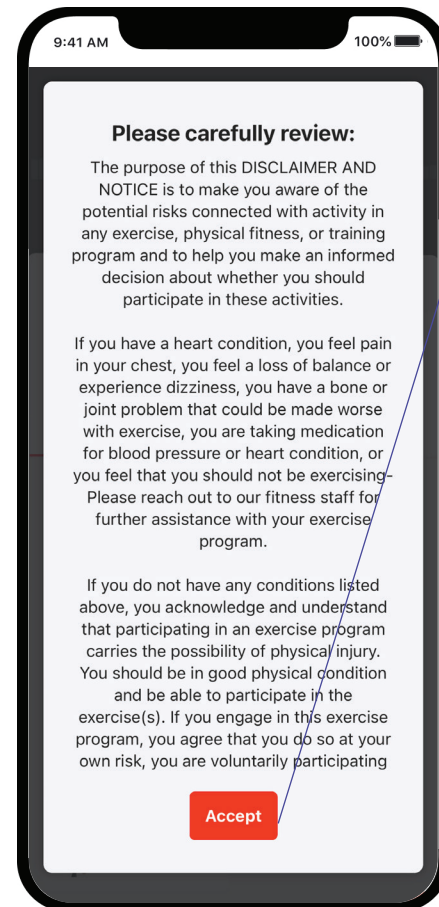 9:41 AM
100%
Please carefully review:
The purpose of this DISCLAIMER AND
NOTICE is to make you aware of the
potential risks connected with activity in
any exercise, physical fitness, or training
program and to help you make an informed
decision about whether you should
participate in these activities.
If you have a heart condition, you feel pain
in your chest, you feel a loss of balance or
experience dizziness, you have a bone or
joint problem that could be made worse
with exercise, you are taking medication
for blood pressure or heart condition, or
you feel that you should not be exercising-
Please reach out to our fitness staff for
further assistance with your exercise
program.
If you do not have any conditions listed
above, you acknowledge and understand
that participating in an exercise program
carries the possibility of physical injury.
You should be in good physical condition
and be able to participate in the
exercise(s). If you engage in this exercise
program, you agree that you do so at your
own risk, you are voluntarily participating
Accept